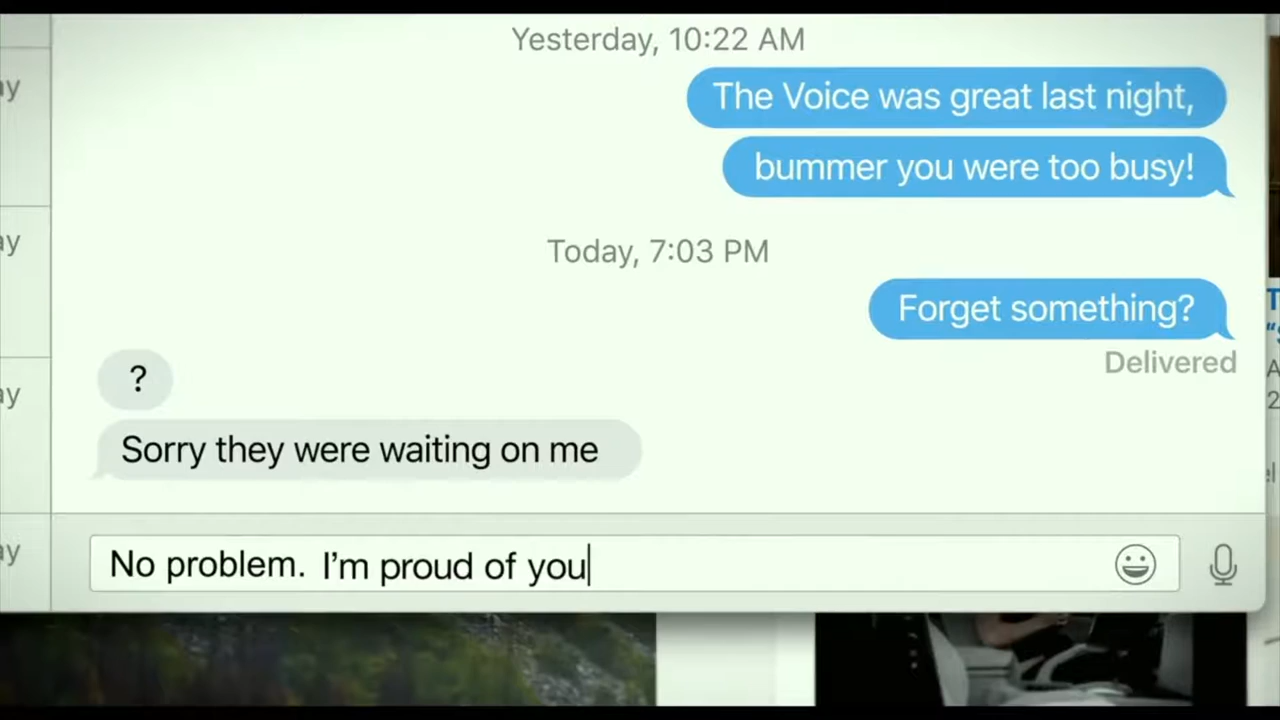 Yesterday, 10:22 AM
The Voice was great last night,
bummer you were too busy!
Today, 7:03 PM
Forget something?
Delivered
?
Sorry they were waiting on me
No problem. I'm proud of you